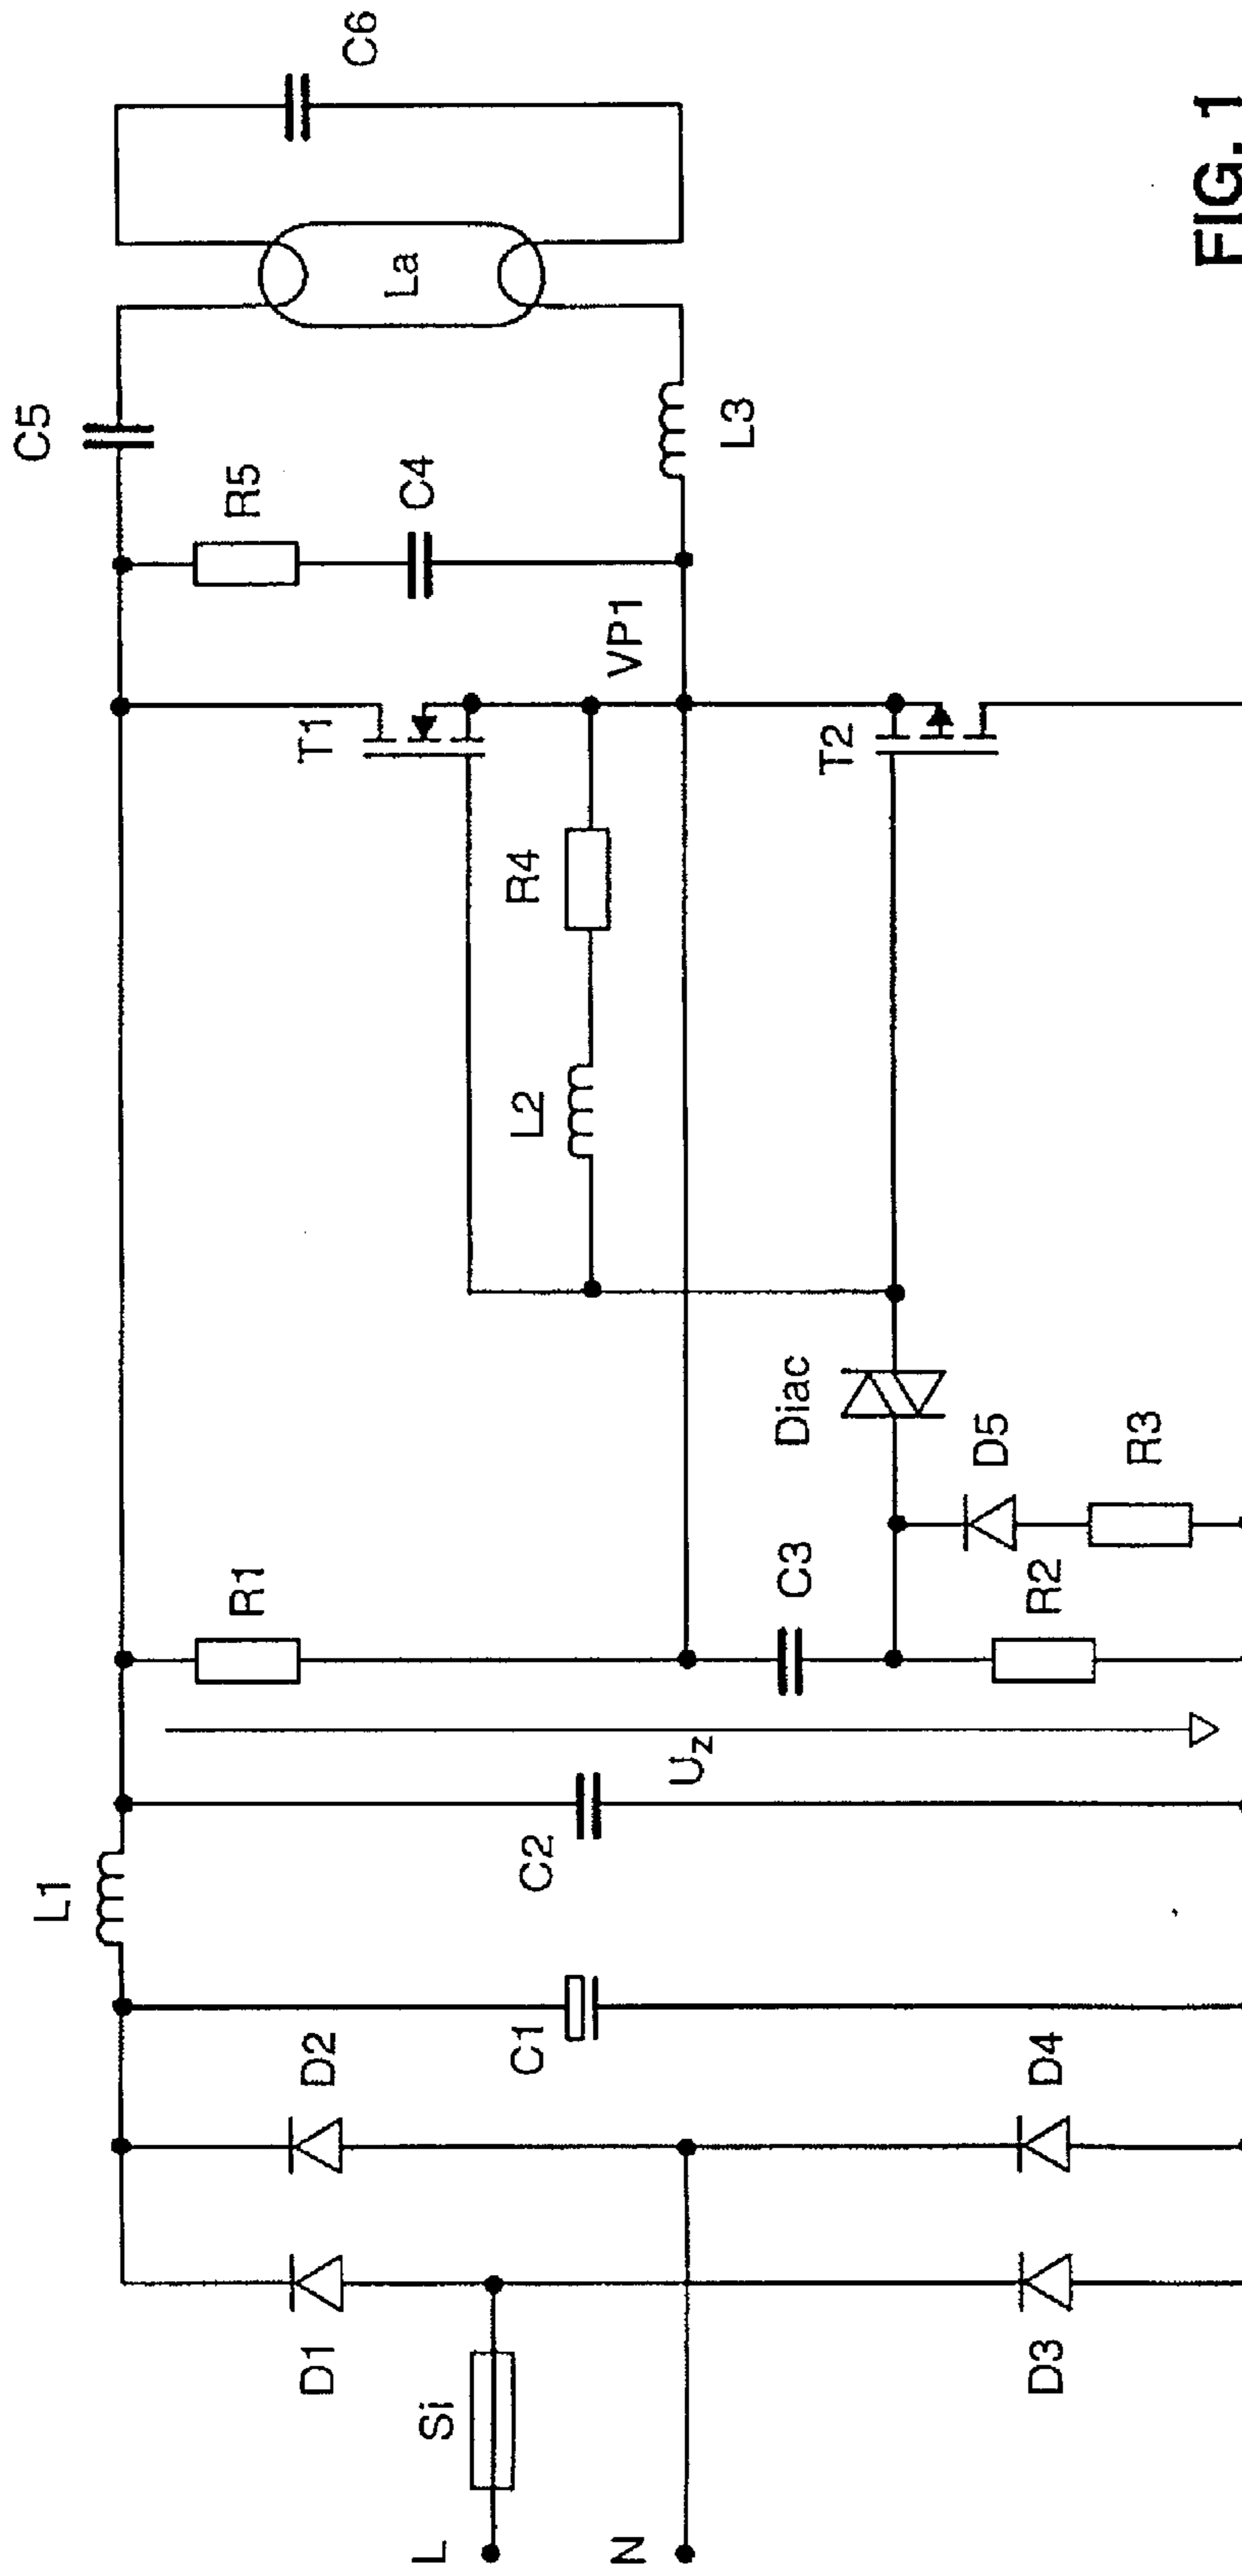 L
N
Si
D1
D3
D2
D4
C1
L1
C2
U_z
R1
C3
R2
D5
R3
Diac
L2
R4
T1
T2
VP1
R5
C4
C5
L3
La
C6
FIG. 1